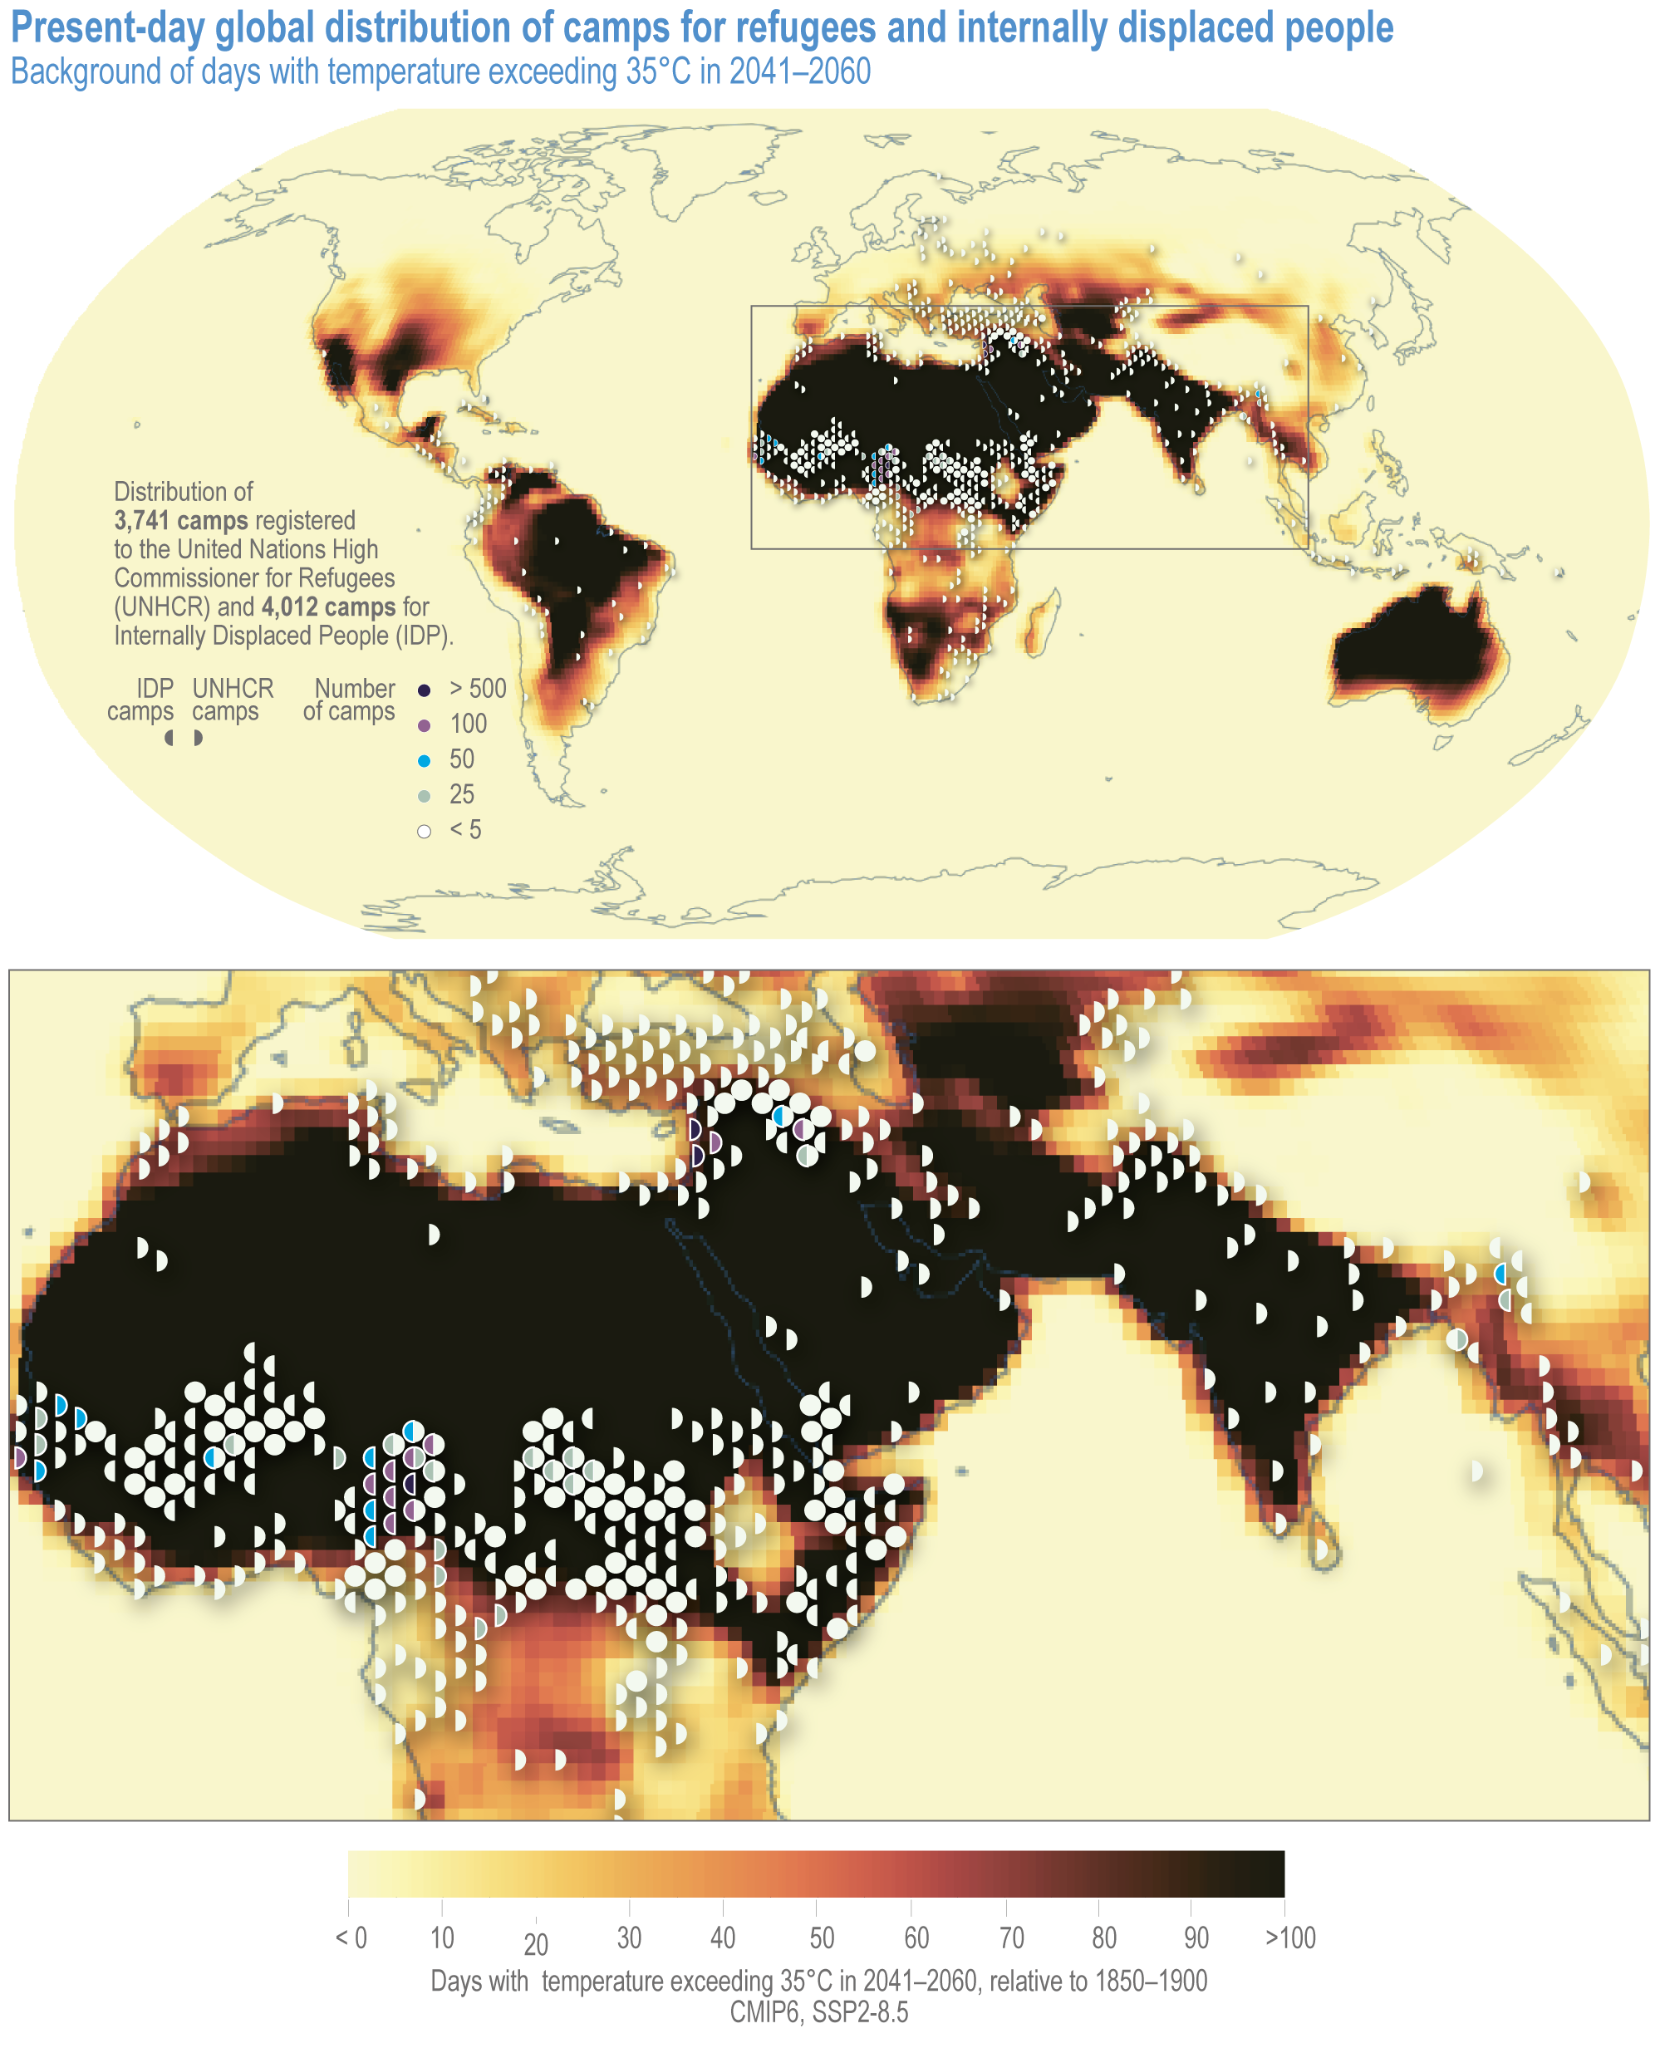 Present-day global distribution of camps for refugees and internally displaced people
Background of days with temperature exceeding 35°C in 2041–2060
Distribution of
3,741 camps registered
to the United Nations High
Commissioner for Refugees
(UNHCR) and 4,012 camps for
Internally Displaced People (IDP).
IDP camps
UNHCR camps
Number of camps
> 500
100
50
25
< 5
< 0 10 20 30 40 50 60 70 80 90 >100
Days with temperature exceeding 35°C in 2041–2060, relative to 1850–1900
CMIP6, SSP2-8.5